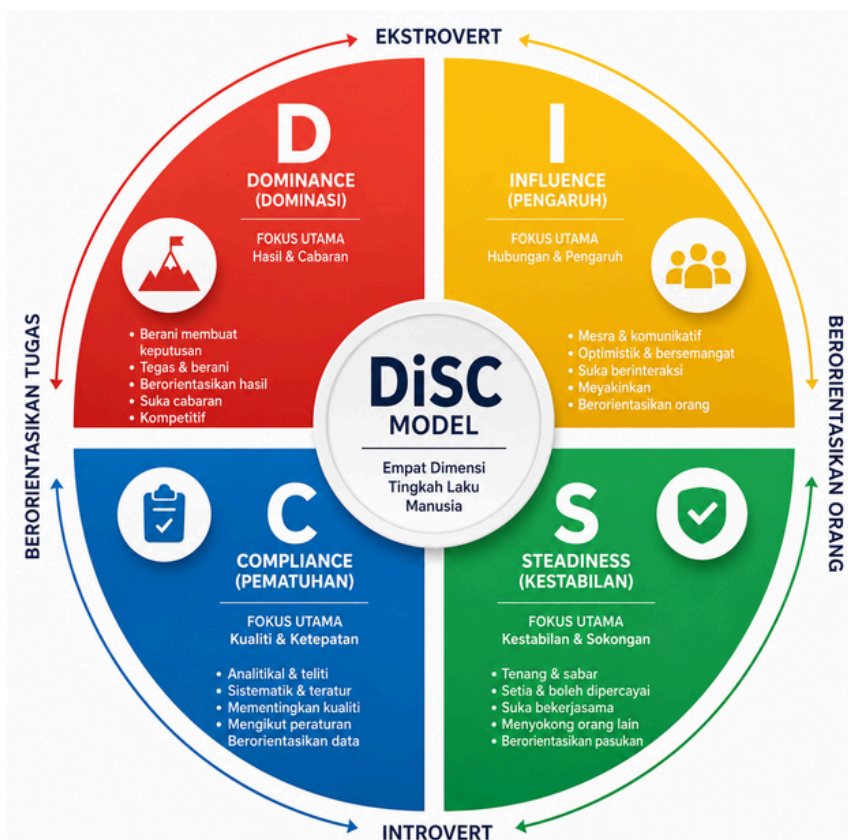 EKSTROVERT
D
DOMINANCE
(DOMINASI)
FOKUS UTAMA
Hasil & Cabaran
• Berani membuat
keputusan
• Tegas & berani
• Berorientasikan hasil
• Suka cabaran
• Kompetitif
I
INFLUENCE
(PENGARUH)
FOKUS UTAMA
Hubungan & Pengaruh
• Mesra & komunikatif
• Optimistik & bersemangat
• Suka berinteraksi
• Meyakinkan
• Berorientasikan orang
BERORIENTASIKAN TUGAS
DiSC
MODEL
Empat Dimensi
Tingkah Laku
Manusia
BERORIENTASIKAN ORANG
C
COMPLIANCE
(PEMATUHAN)
FOKUS UTAMA
Kualiti & Ketepatan
• Analitikal & teliti
• Sistematik & teratur
• Mementingkan kualiti
• Mengikut peraturan
Berorientasikan data
S
STEADINESS
(KESTABILAN)
FOKUS UTAMA
Kestabilan & Sokongan
• Tenang & sabar
• Setia & boleh dipercayai
• Suka bekerjasama
• Menyokong orang lain
• Berorientasikan pasukan
INTROVERT